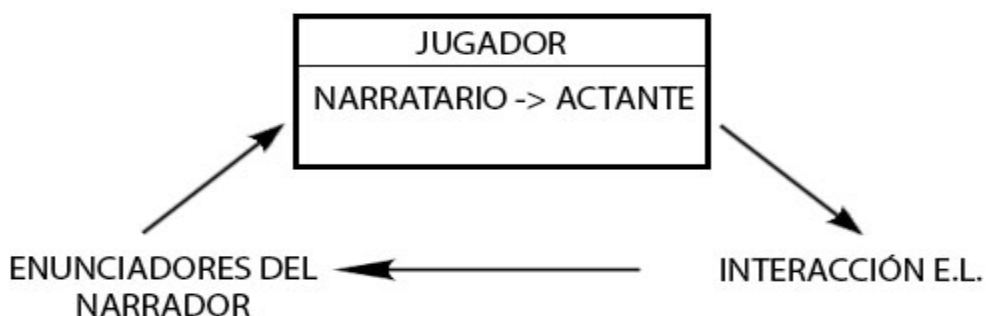 JUGADOR
NARRATARIO -> ACTANTE
ENUNCIADORES DEL
NARRADOR
INTERACCIÓN E.L.